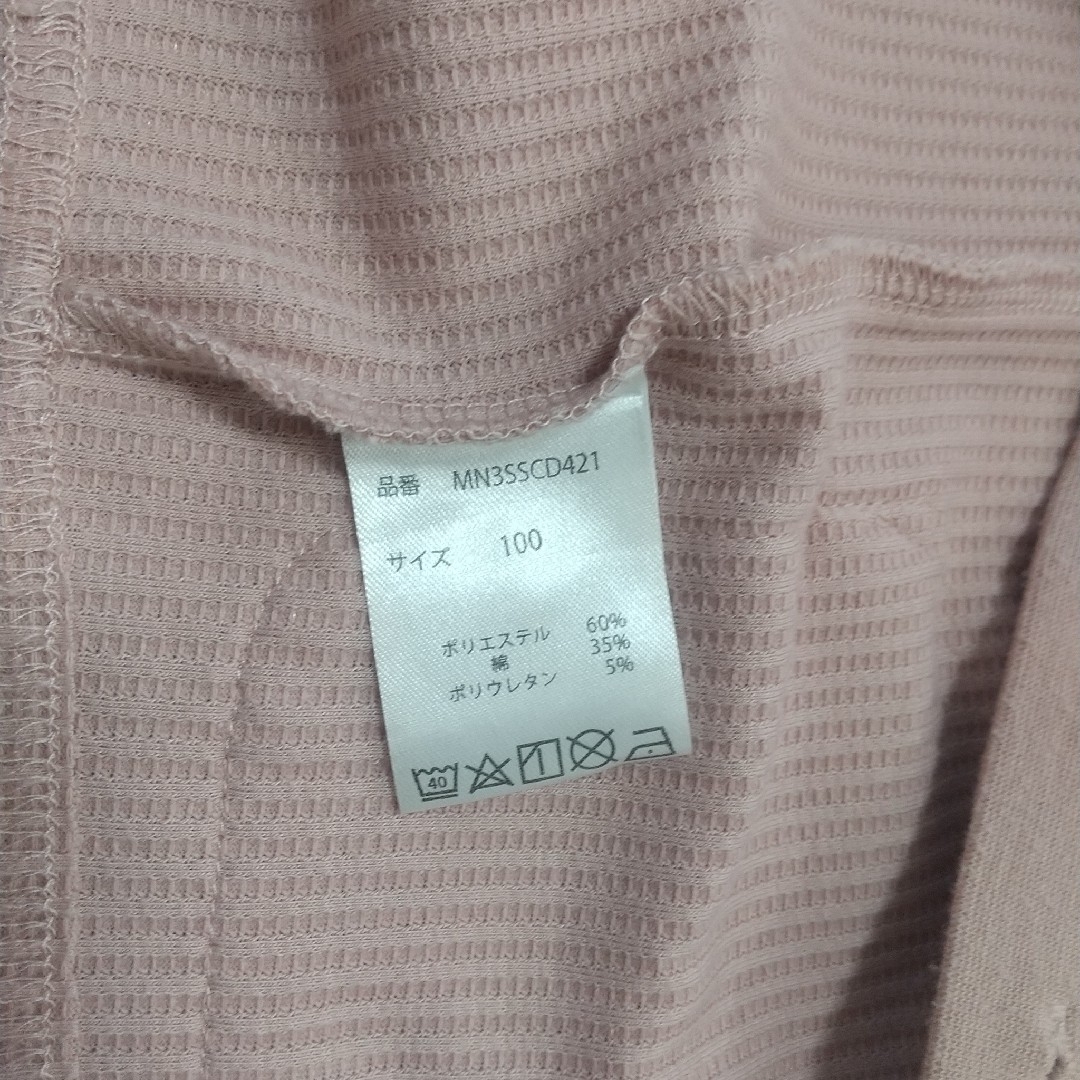 品番 MN3SSCD421
サイズ 100
ポリエステル 60%
綿 35%
ポリウレタン 5%
40